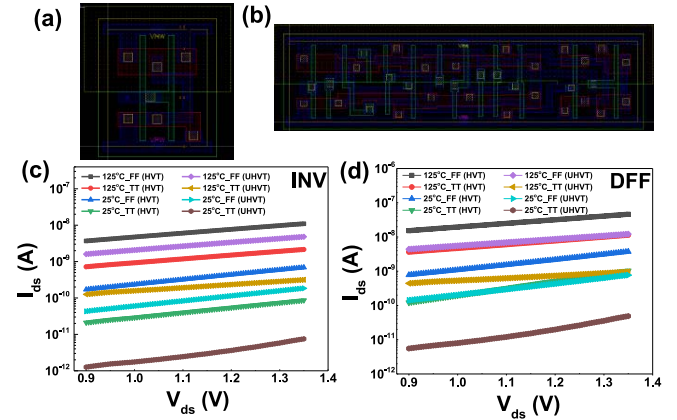 (a)
(b)
(c)
125°C_FF (HVT)
125°C_FF (UHVT)
INV
125°C_TT (HVT)
125°C_TT (UHVT)
25°C_FF (HVT)
25°C_FF (UHVT)
25°C_TT (HVT)
25°C_TT (UHVT)
10⁻⁷
10⁻⁸
10⁻⁹
10⁻¹⁰
10⁻¹¹
10⁻¹²
I_ds (A)
0.9 1.0 1.1 1.2 1.3 1.4
V_ds (V)
(d)
125°C_FF (HVT)
125°C_FF (UHVT)
DFF
125°C_TT (HVT)
125°C_TT (UHVT)
25°C_FF (HVT)
25°C_FF (UHVT)
25°C_TT (HVT)
25°C_TT (UHVT)
10⁻⁶
10⁻⁷
10⁻⁸
10⁻⁹
10⁻¹⁰
10⁻¹¹
10⁻¹²
I_ds (A)
0.9 1.0 1.1 1.2 1.3 1.4
V_ds (V)